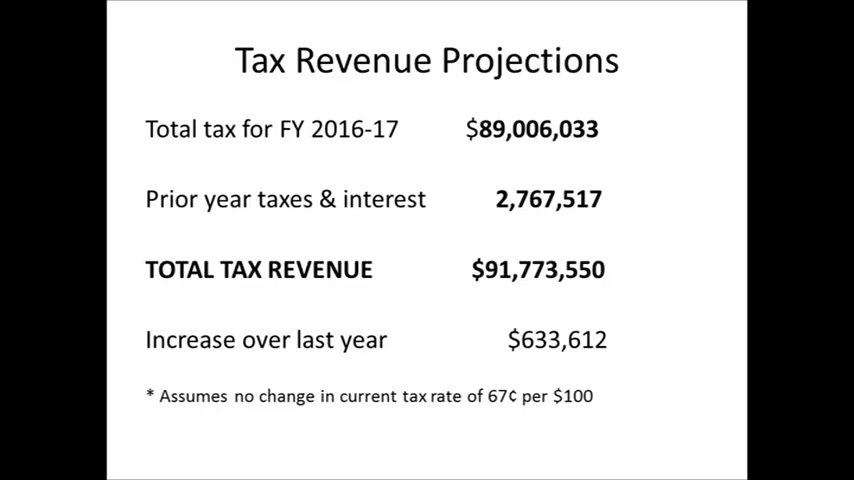 Tax Revenue Projections
Total tax for FY 2016-17 $89,006,033
Prior year taxes & interest 2,767,517
TOTAL TAX REVENUE $91,773,550
Increase over last year $633,612
* Assumes no change in current tax rate of 67¢ per $100